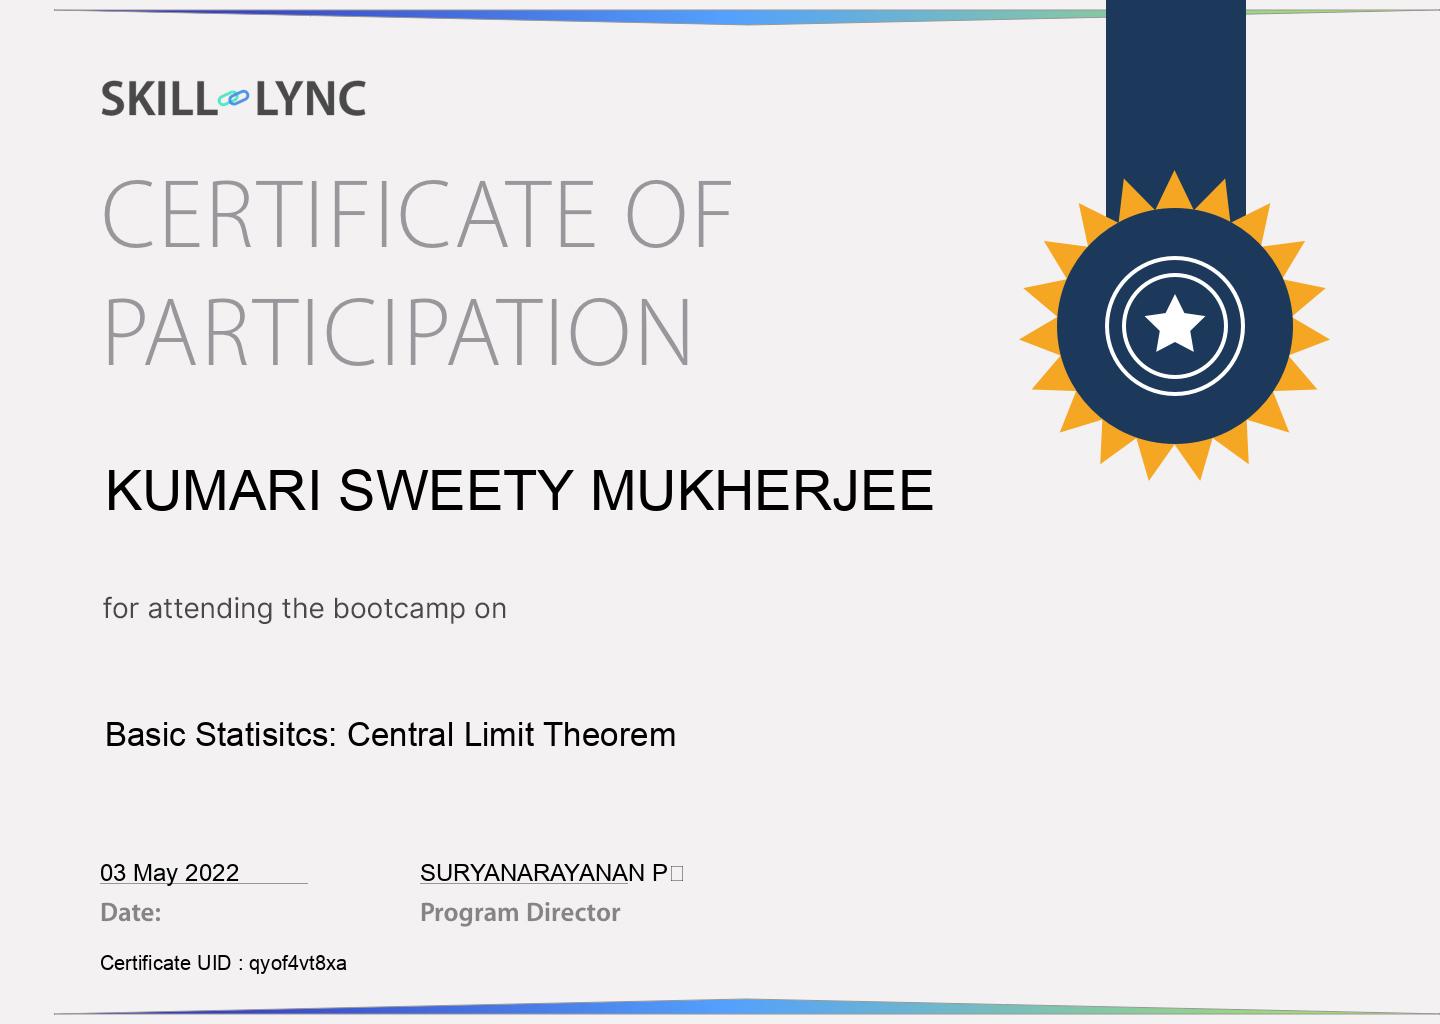 SKILL LYNC
CERTIFICATE OF
PARTICIPATION
KUMARI SWEETY MUKHERJEE
for attending the bootcamp on
Basic Statisitcs: Central Limit Theorem
03 May 2022 SURYANARAYANAN P□
Date: Program Director
Certificate UID : qyof4vt8xa